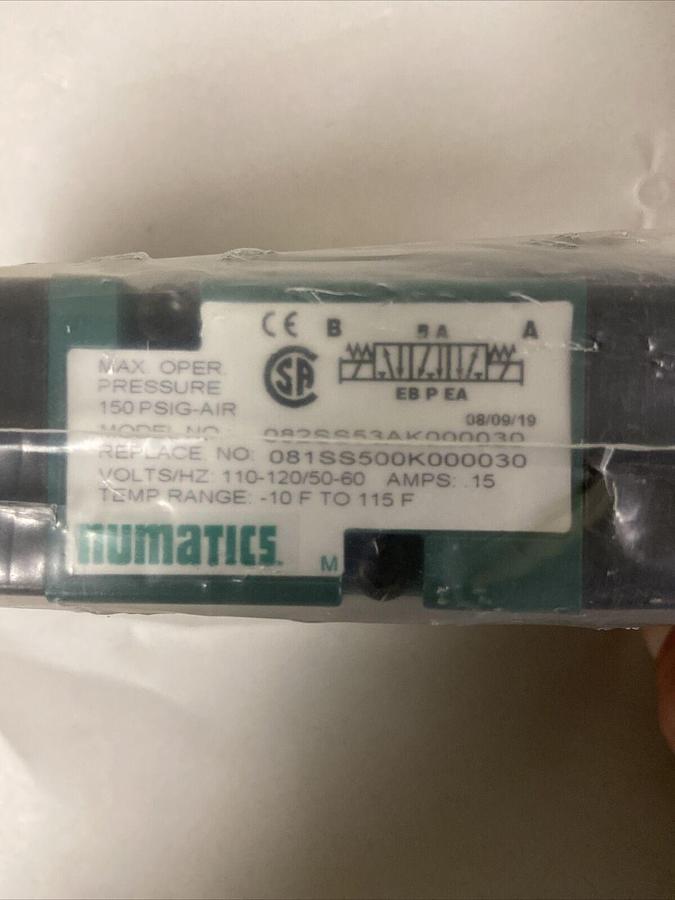 CE B B A A
MAX. OPER.
PRESSURE
150 PSIG-AIR
SA
EB P EA
08/09/19
MODEL NO 082SS53AK000030
REPLACE. NO: 081SS500K000030
VOLTS/HZ: 110-120/50-60 AMPS: .15
TEMP RANGE: -10 F TO 115 F
numatics
M